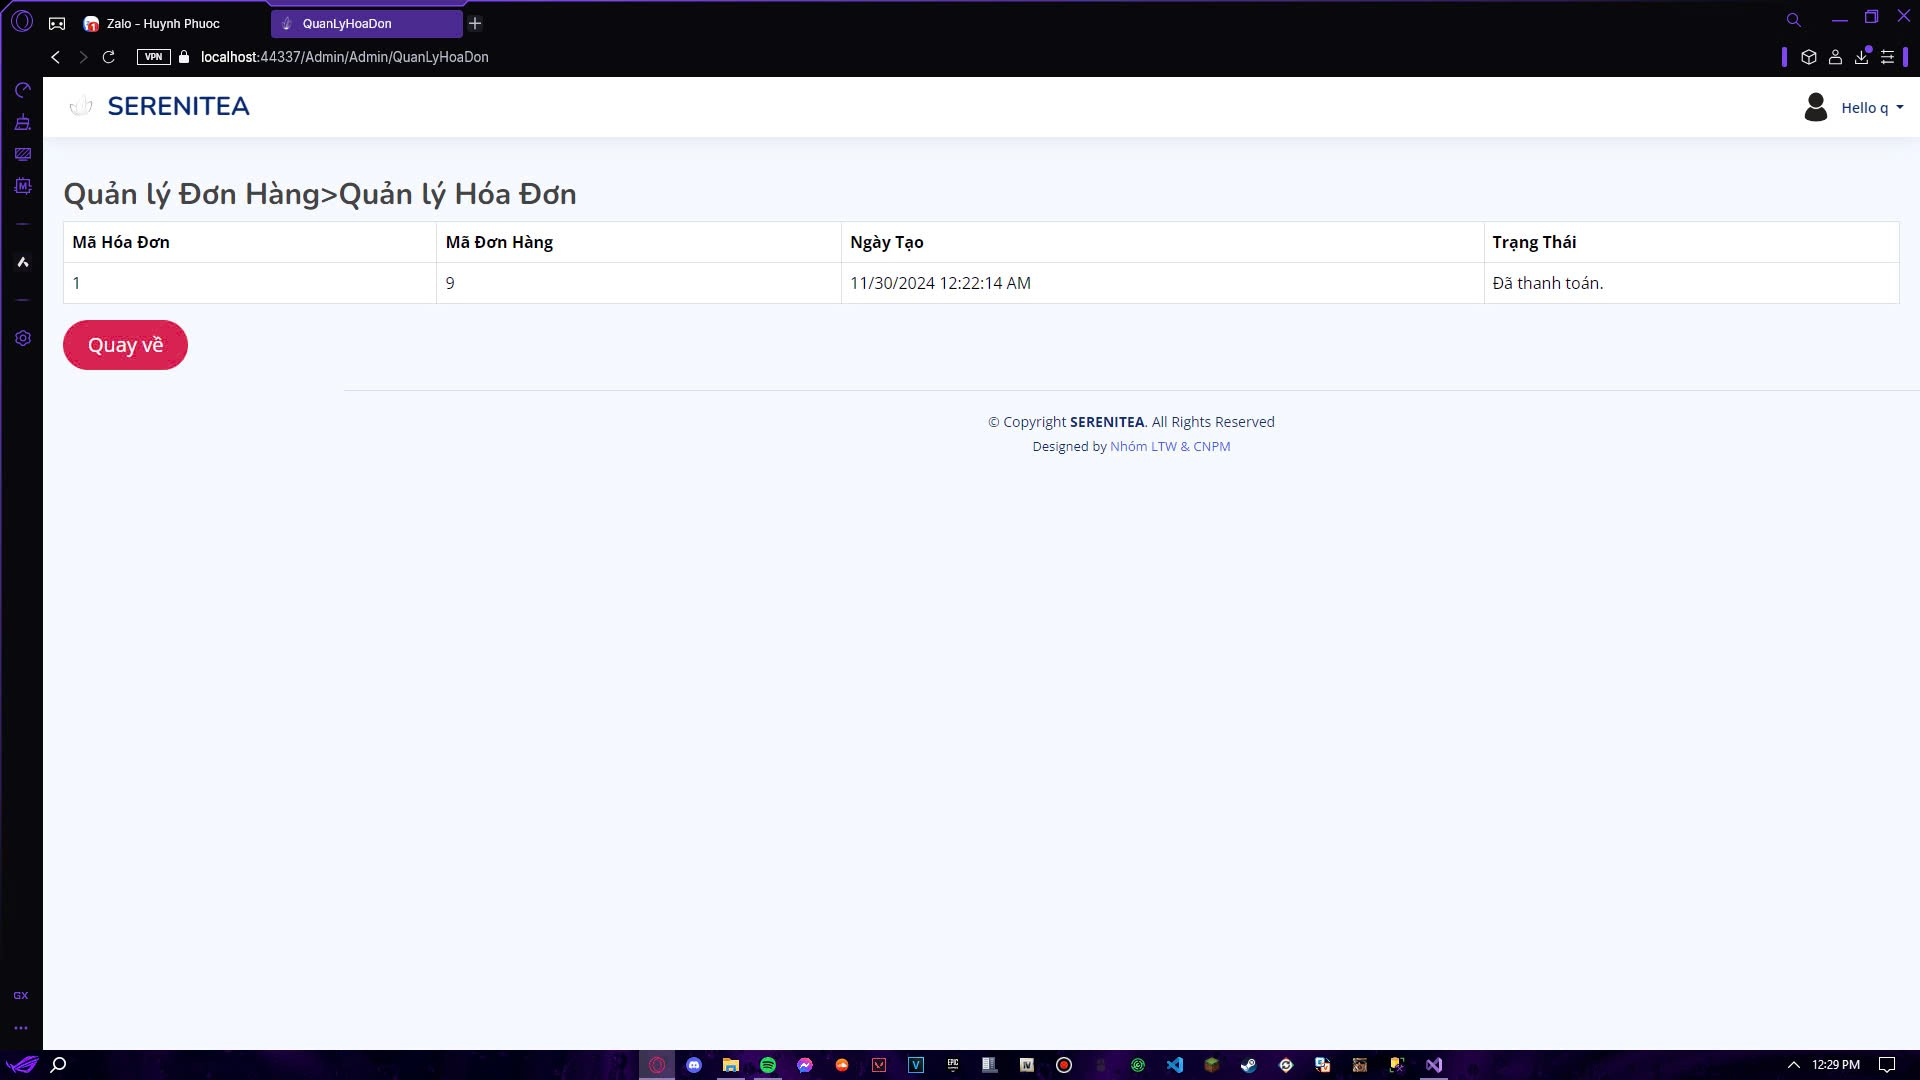 Zalo - Huynh Phuoc
QuanLyHoaDon
VPN
localhost:44337/Admin/Admin/QuanLyHoaDon
SERENITEA
Hello q
Quản lý Đơn Hàng>Quản lý Hóa Đơn
Mã Hóa Đơn Mã Đơn Hàng Ngày Tạo Trạng Thái
1 9 11/30/2024 12:22:14 AM Đã thanh toán.
Quay về
© Copyright SERENITEA. All Rights Reserved
Designed by Nhóm LTW & CNPM
GX
12:29 PM